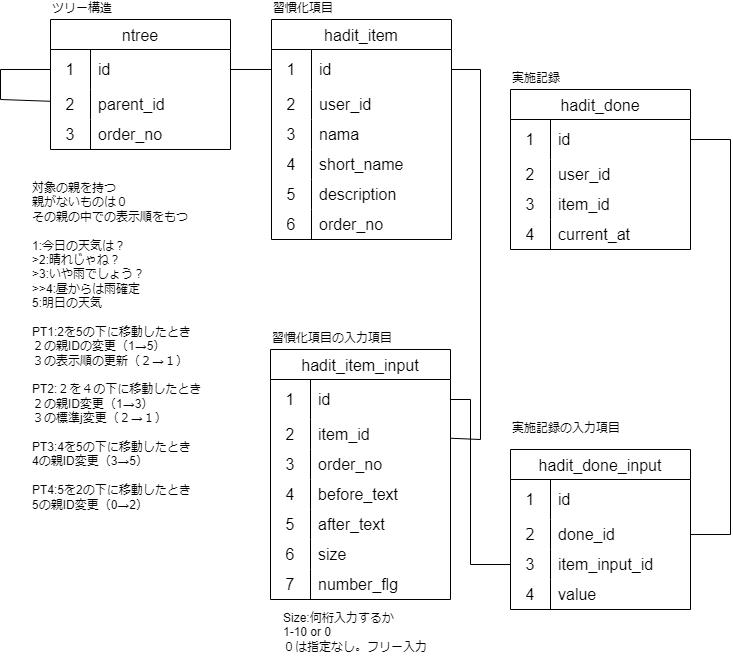 ツリー構造
ntree
1 id
2 parent_id
3 order_no
対象の親を持つ
親がないものは０
その親の中での表示順をもつ
1:今日の天気は？
>2:晴れじゃね？
>3:いや雨でしょう？
>>4:昼からは雨確定
5:明日の天気
PT1:2を5の下に移動したとき
２の親IDの変更（1→5）
３の表示順の更新（２→１）
PT2:２を４の下に移動したとき
２の親ID変更（1→3）
３の標準j変更（２→１）
PT3:4を5の下に移動したとき
4の親ID変更（3→5）
PT4:5を2の下に移動したとき
5の親ID変更（0→2）
習慣化項目
hadit_item
1 id
2 user_id
3 nama
4 short_name
5 description
6 order_no
習慣化項目の入力項目
hadit_item_input
1 id
2 item_id
3 order_no
4 before_text
5 after_text
6 size
7 number_flg
Size:何桁入力するか
1-10 or 0
０は指定なし。フリー入力
実施記録
hadit_done
1 id
2 user_id
3 item_id
4 current_at
実施記録の入力項目
hadit_done_input
1 id
2 done_id
3 item_input_id
4 value